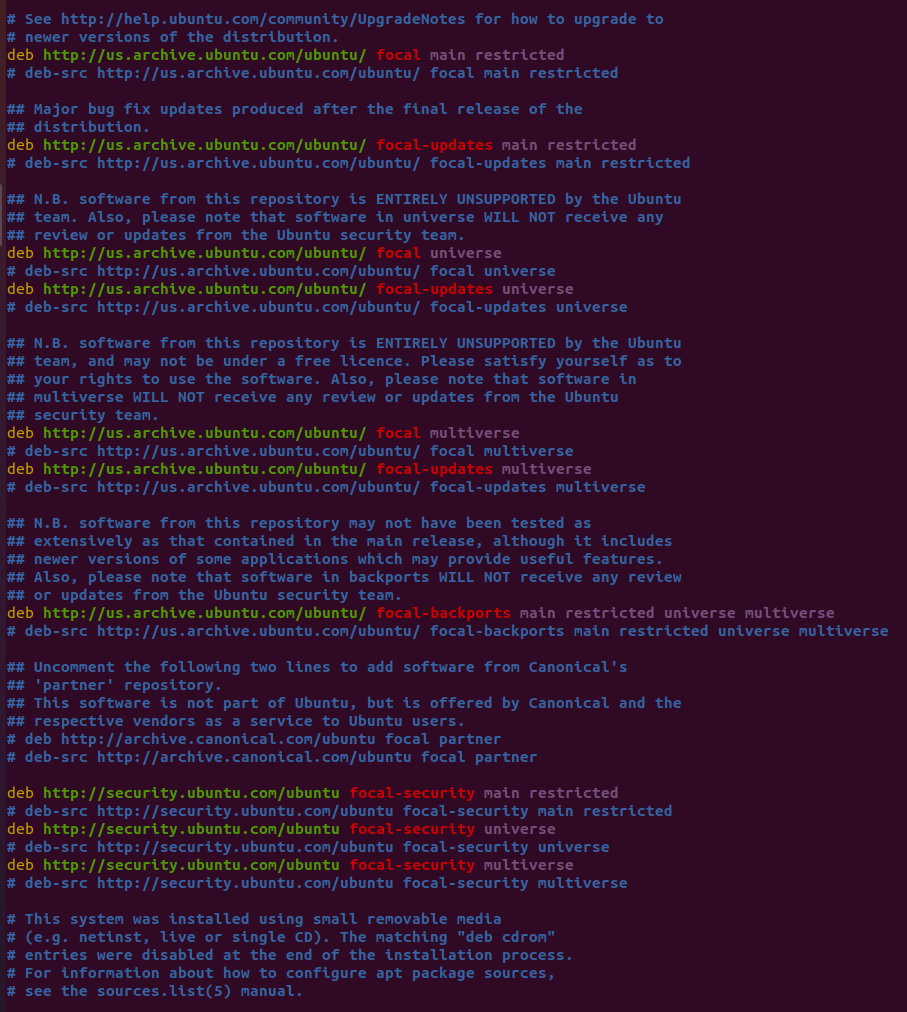 # See http://help.ubuntu.com/community/UpgradeNotes for how to upgrade to
# newer versions of the distribution.
deb http://us.archive.ubuntu.com/ubuntu/ focal main restricted
# deb-src http://us.archive.ubuntu.com/ubuntu/ focal main restricted
## Major bug fix updates produced after the final release of the
## distribution.
deb http://us.archive.ubuntu.com/ubuntu/ focal-updates main restricted
# deb-src http://us.archive.ubuntu.com/ubuntu/ focal-updates main restricted
## N.B. software from this repository is ENTIRELY UNSUPPORTED by the Ubuntu
## team. Also, please note that software in universe WILL NOT receive any
## review or updates from the Ubuntu security team.
deb http://us.archive.ubuntu.com/ubuntu/ focal universe
# deb-src http://us.archive.ubuntu.com/ubuntu/ focal universe
deb http://us.archive.ubuntu.com/ubuntu/ focal-updates universe
# deb-src http://us.archive.ubuntu.com/ubuntu/ focal-updates universe
## N.B. software from this repository is ENTIRELY UNSUPPORTED by the Ubuntu
## team, and may not be under a free licence. Please satisfy yourself as to
## your rights to use the software. Also, please note that software in
## multiverse WILL NOT receive any review or updates from the Ubuntu
## security team.
deb http://us.archive.ubuntu.com/ubuntu/ focal multiverse
# deb-src http://us.archive.ubuntu.com/ubuntu/ focal multiverse
deb http://us.archive.ubuntu.com/ubuntu/ focal-updates multiverse
# deb-src http://us.archive.ubuntu.com/ubuntu/ focal-updates multiverse
## N.B. software from this repository may not have been tested as
## extensively as that contained in the main release, although it includes
## newer versions of some applications which may provide useful features.
## Also, please note that software in backports WILL NOT receive any review
## or updates from the Ubuntu security team.
deb http://us.archive.ubuntu.com/ubuntu/ focal-backports main restricted universe multiverse
# deb-src http://us.archive.ubuntu.com/ubuntu/ focal-backports main restricted universe multiverse
## Uncomment the following two lines to add software from Canonical's
## 'partner' repository.
## This software is not part of Ubuntu, but is offered by Canonical and the
## respective vendors as a service to Ubuntu users.
# deb http://archive.canonical.com/ubuntu focal partner
# deb-src http://archive.canonical.com/ubuntu focal partner
deb http://security.ubuntu.com/ubuntu focal-security main restricted
# deb-src http://security.ubuntu.com/ubuntu focal-security main restricted
deb http://security.ubuntu.com/ubuntu focal-security universe
# deb-src http://security.ubuntu.com/ubuntu focal-security universe
deb http://security.ubuntu.com/ubuntu focal-security multiverse
# deb-src http://security.ubuntu.com/ubuntu focal-security multiverse
# This system was installed using small removable media
# (e.g. netinst, live or single CD). The matching "deb cdrom"
# entries were disabled at the end of the installation process.
# For information about how to configure apt package sources,
# see the sources.list(5) manual.